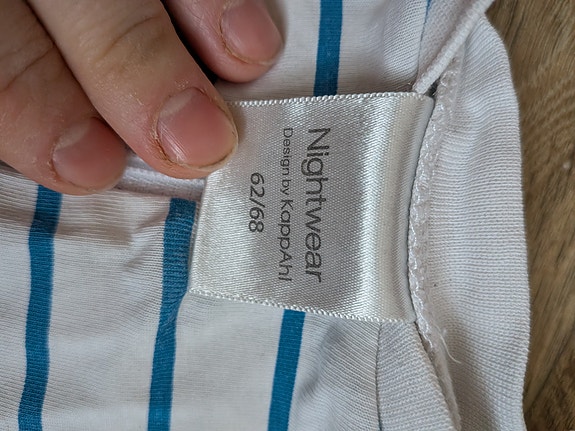 Nightwear
Design by KappAhl
62/68